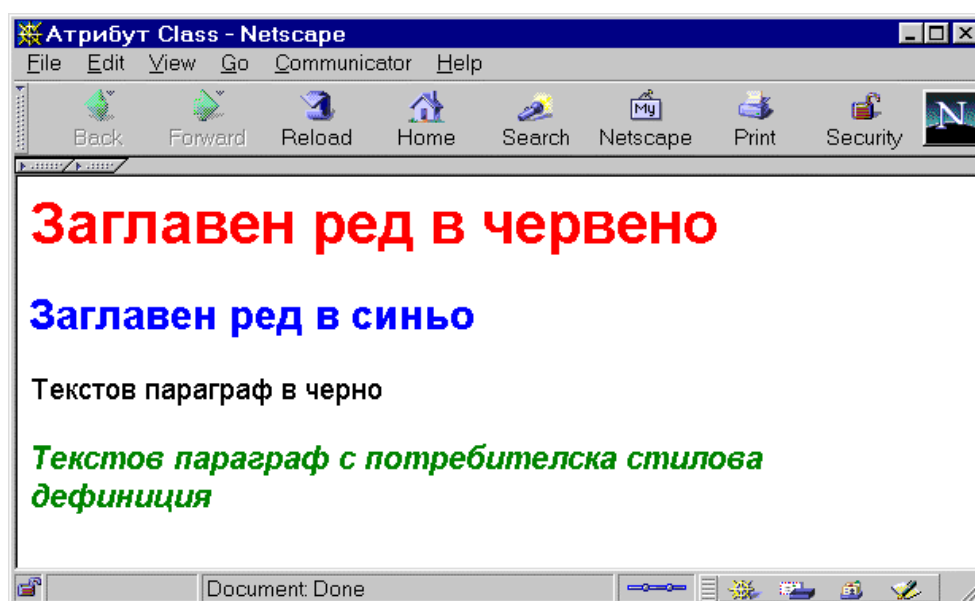 Атрибут Class - Netscape
File Edit View Go Communicator Help
Back Forward Reload Home Search Netscape Print Security
My
N
Заглавен ред в червено
Заглавен ред в синьо
Текстов параграф в черно
Текстов параграф с потребителска стилова
дефиниция
Document: Done